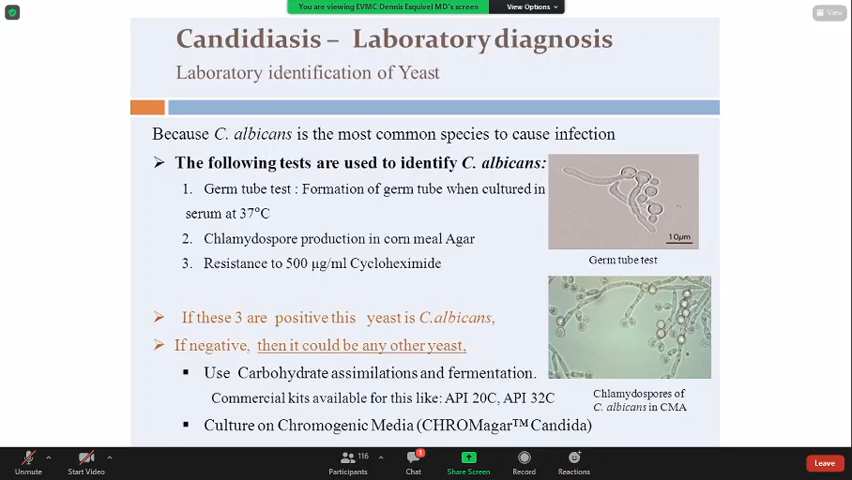 You are viewing EVMC Dennis Esquivel MD's screen
View Options
View
Candidiasis – Laboratory diagnosis
Laboratory identification of Yeast
Because C. albicans is the most common species to cause infection
➢ The following tests are used to identify C. albicans:
1. Germ tube test : Formation of germ tube when cultured in
serum at 37°C
2. Chlamydospore production in corn meal Agar
3. Resistance to 500 μg/ml Cycloheximide
10μm
Germ tube test
➢ If these 3 are positive this yeast is C.albicans,
➢ If negative, then it could be any other yeast,
▪ Use Carbohydrate assimilations and fermentation.
Commercial kits available for this like: API 20C, API 32C
▪ Culture on Chromogenic Media (CHROMagar™ Candida)
Chlamydospores of
C. albicans in CMA
Unmute
Start Video
116
Participants
1
Chat
Share Screen
Record
Reactions
Leave